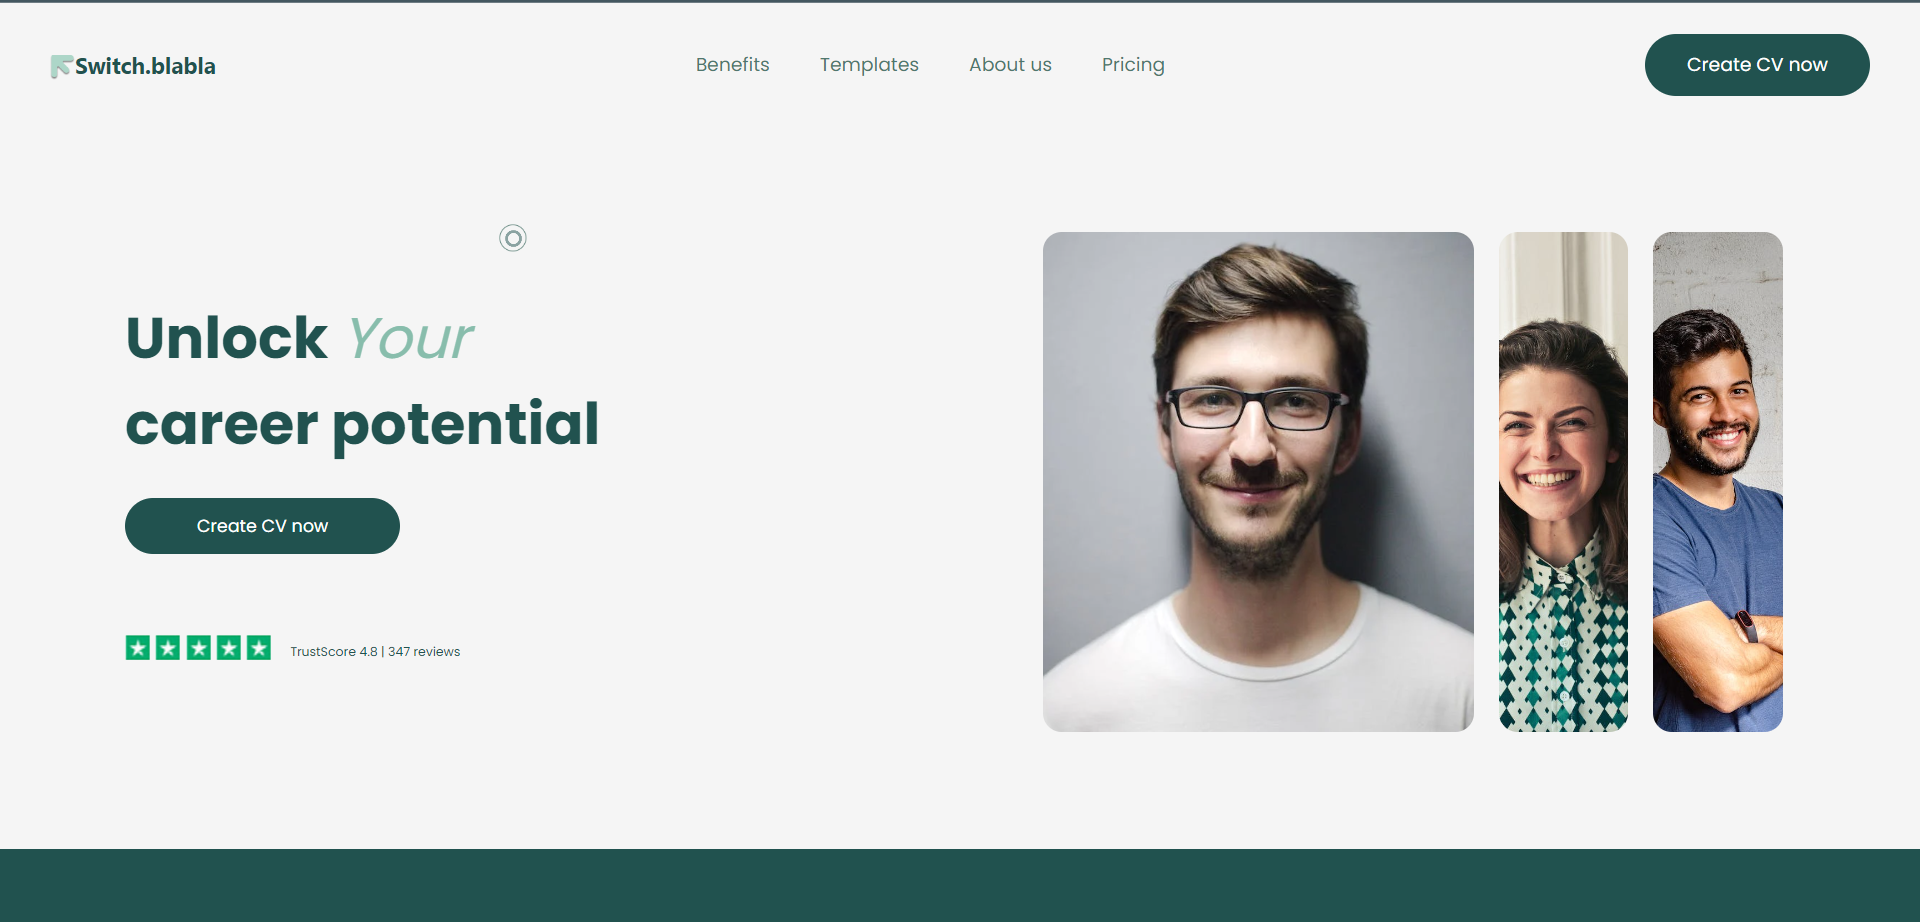 Switch.blabla
Benefits
Templates
About us
Pricing
Create CV now
Unlock Your
career potential
Create CV now
TrustScore 4.8 | 347 reviews